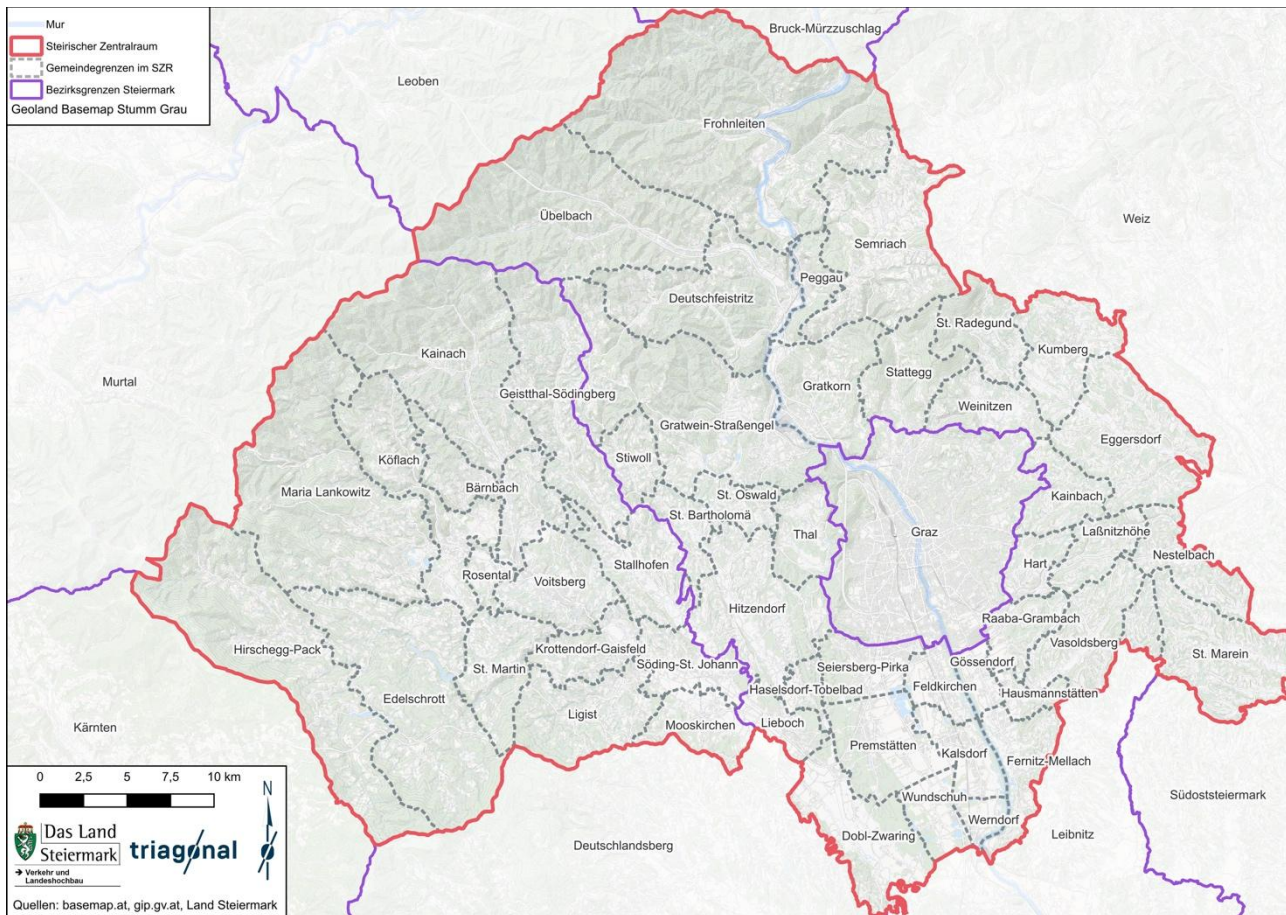 Mur
Steirischer Zentralraum
Gemeindegrenzen im SZR
Bezirksgrenzen Steiermark
Geoland Basemap Stumm Grau
Bruck-Mürzzuschlag
Leoben
Frohnleiten
Übelbach
Weiz
Semriach
Peggau
Deutschfeistritz
St. Radegund
Kumberg
Kainach
Stattegg
Murtal
Gratkorn
Weinitzen
Geistthal-Södingberg
Gratwein-Straßengel
Eggersdorf
Stiwoll
Köflach
Bärnbach
Maria Lankowitz
St. Oswald
Kainbach
St. Bartholomä
Thal
Graz
Laßnitzhöhe
Nestelbach
Hart
Stallhofen
Rosental
Voitsberg
Hitzendorf
Raaba-Grambach
Vasoldsberg
Hirschegg-Pack
Krottendorf-Gaisfeld
St. Marein
Söding-St. Johann
St. Martin
Seiersberg-Pirka
Gössendorf
Feldkirchen
Haselsdorf-Tobelbad
Hausmannstätten
Edelschrott
Ligist
Mooskirchen
Lieboch
Kärnten
Premstätten
Kalsdorf
Fernitz-Mellach
Südoststeiermark
Wundschuh
Werndorf
Dobl-Zwaring
Leibnitz
Deutschlandsberg
0 2,5 5 7,5 10 km
N
Das Land
Steiermark
➔ Verkehr und
Landeshochbau
triagonal
Quellen: basemap.at, gip.gv.at, Land Steiermark